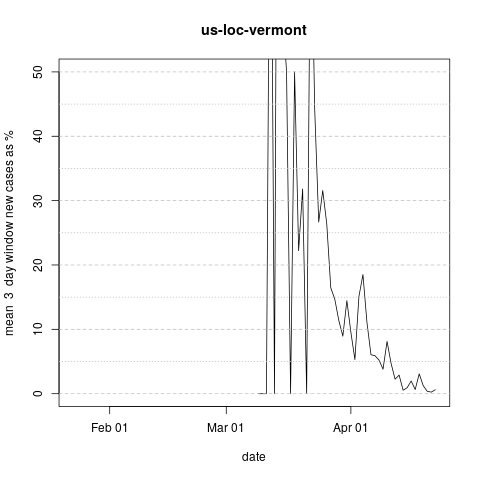 us-loc-vermont
mean  3  day window new cases as %
50
40
30
20
10
0
Feb 01
Mar 01
Apr 01
date